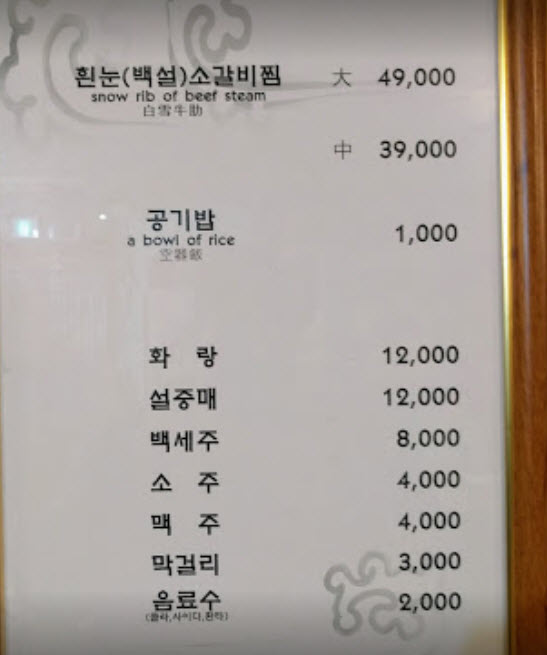 흰눈(백설)소갈비찜 大 49,000
snow rib of beef steam
白雪牛肋
中 39,000
공기밥 1,000
a bowl of rice
空器飯
화 랑 12,000
설중매 12,000
백세주 8,000
소 주 4,000
맥 주 4,000
막걸리 3,000
음료수 2,000
(콜라,사이다,환타)